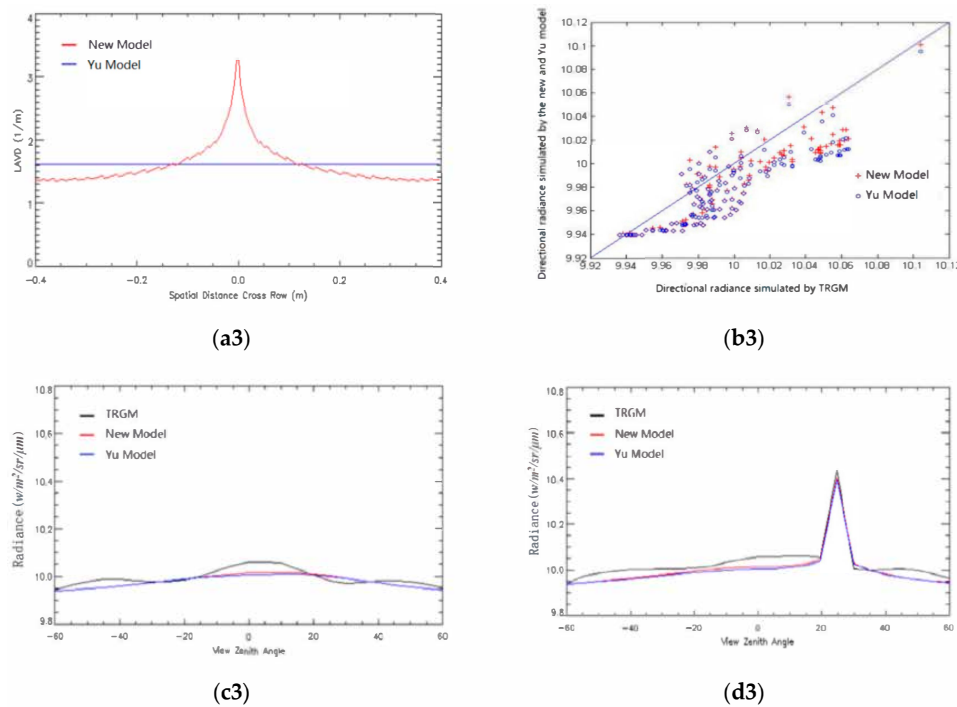 4
3
2
1
0
LAVD (1/m)
New Model
Yu Model
−0.4 −0.2 0.0 0.2 0.4
Spatial Distance Cross Row (m)
(a3)
10.12
10.1
10.08
10.06
10.04
10.02
10
9.98
9.96
9.94
9.92
Directional radiance simulated by the new and Yu model
New Model
Yu Model
9.92 9.94 9.96 9.98 10 10.02 10.04 10.06 10.08 10.1 10.12
Directional radiance simulated by TRGM
(b3)
10.8
10.6
10.4
10.2
10.0
9.8
Radiance (w/m²/sr/μm)
TRGM
New Model
Yu Model
−60 −40 −20 0 20 40 60
View Zenith Angle
(c3)
10.8
10.6
10.4
10.2
10.0
9.8
Radiance (w/m²/sr/μm)
TRGM
New Model
Yu Model
−60 −40 −20 0 20 40 60
View Zenith Angle
(d3)